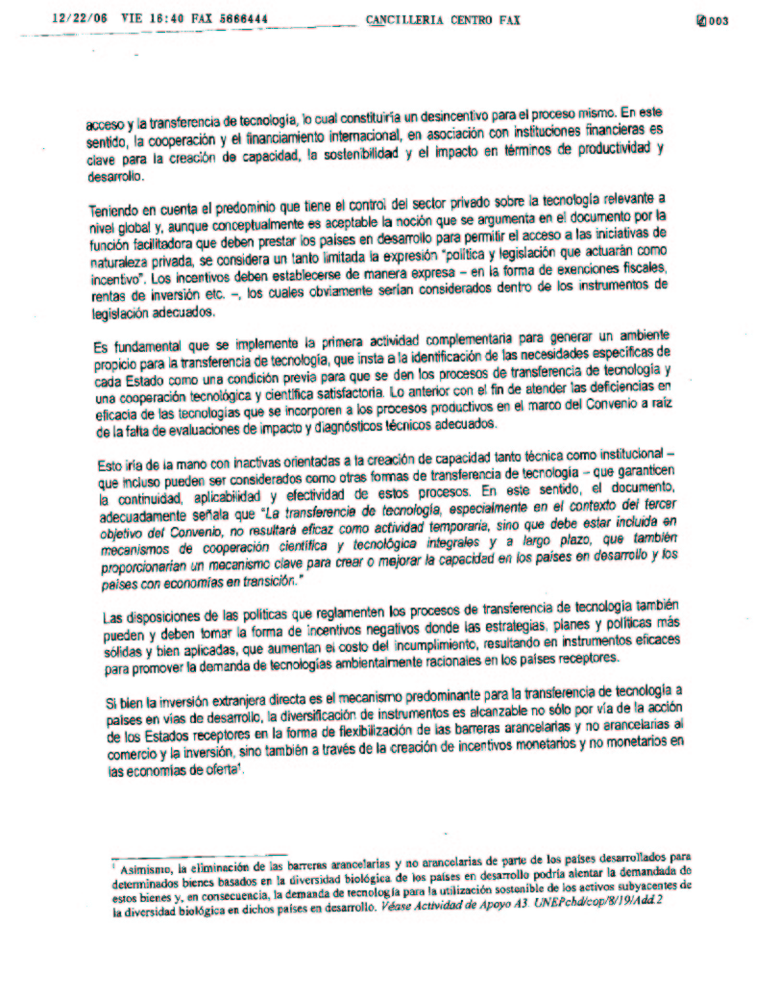 12/22/06 VIE 16:40 FAX 5666444 CANCILLERIA CENTRO FAX 003
acceso y la transferencia de tecnología, lo cual constituiría un desincentivo para el proceso mismo. En este
sentido, la cooperación y el financiamiento internacional, en asociación con instituciones financieras es
clave para la creación de capacidad, la sostenibilidad y el impacto en términos de productividad y
desarrollo.
Teniendo en cuenta el predominio que tiene el control del sector privado sobre la tecnología relevante a
nivel global y, aunque conceptualmente es aceptable la noción que se argumenta en el documento por la
función facilitadora que deben prestar los países en desarrollo para permitir el acceso a las iniciativas de
naturaleza privada, se considera un tanto limitada la expresión "política y legislación que actuarán como
incentivo". Los incentivos deben establecerse de manera expresa – en la forma de exenciones fiscales,
rentas de inversión etc. –, los cuales obviamente serían considerados dentro de los instrumentos de
legislación adecuados.
Es fundamental que se implemente la primera actividad complementaria para generar un ambiente
propicio para la transferencia de tecnología, que insta a la identificación de las necesidades específicas de
cada Estado como una condición previa para que se den los procesos de transferencia de tecnología y
una cooperación tecnológica y científica satisfactoria. Lo anterior con el fin de atender las deficiencias en
eficacia de las tecnologías que se incorporen a los procesos productivos en el marco del Convenio a raíz
de la falta de evaluaciones de impacto y diagnósticos técnicos adecuados.
Esto iría de la mano con inactivas orientadas a la creación de capacidad tanto técnica como institucional –
que incluso pueden ser considerados como otras formas de transferencia de tecnología – que garanticen
la continuidad, aplicabilidad y efectividad de estos procesos. En este sentido, el documento,
adecuadamente señala que "La transferencia de tecnología, especialmente en el contexto del tercer
objetivo del Convenio, no resultará eficaz como actividad temporaria, sino que debe estar incluida en
mecanismos de cooperación científica y tecnológica integrales y a largo plazo, que también
proporcionarían un mecanismo clave para crear o mejorar la capacidad en los países en desarrollo y los
países con economías en transición."
Las disposiciones de las políticas que reglamenten los procesos de transferencia de tecnología también
pueden y deben tomar la forma de incentivos negativos donde las estrategias, planes y políticas más
sólidas y bien aplicadas, que aumentan el costo del incumplimiento, resultando en instrumentos eficaces
para promover la demanda de tecnologías ambientalmente racionales en los países receptores.
Si bien la inversión extranjera directa es el mecanismo predominante para la transferencia de tecnología a
países en vías de desarrollo, la diversificación de instrumentos es alcanzable no sólo por vía de la acción
de los Estados receptores en la forma de flexibilización de las barreras arancelarias y no arancelarias al
comercio y la inversión, sino también a través de la creación de incentivos monetarios y no monetarios en
las economías de oferta¹.
¹ Asimismo, la eliminación de las barreras arancelarias y no arancelarias de parte de los países desarrollados para
determinados bienes basados en la diversidad biológica de los países en desarrollo podría alentar la demandada de
estos bienes y, en consecuencia, la demanda de tecnología para la utilización sostenible de los activos subyacentes de
la diversidad biológica en dichos países en desarrollo. Véase Actividad de Apoyo A3. UNEPcbd/cop/8/19/Add.2